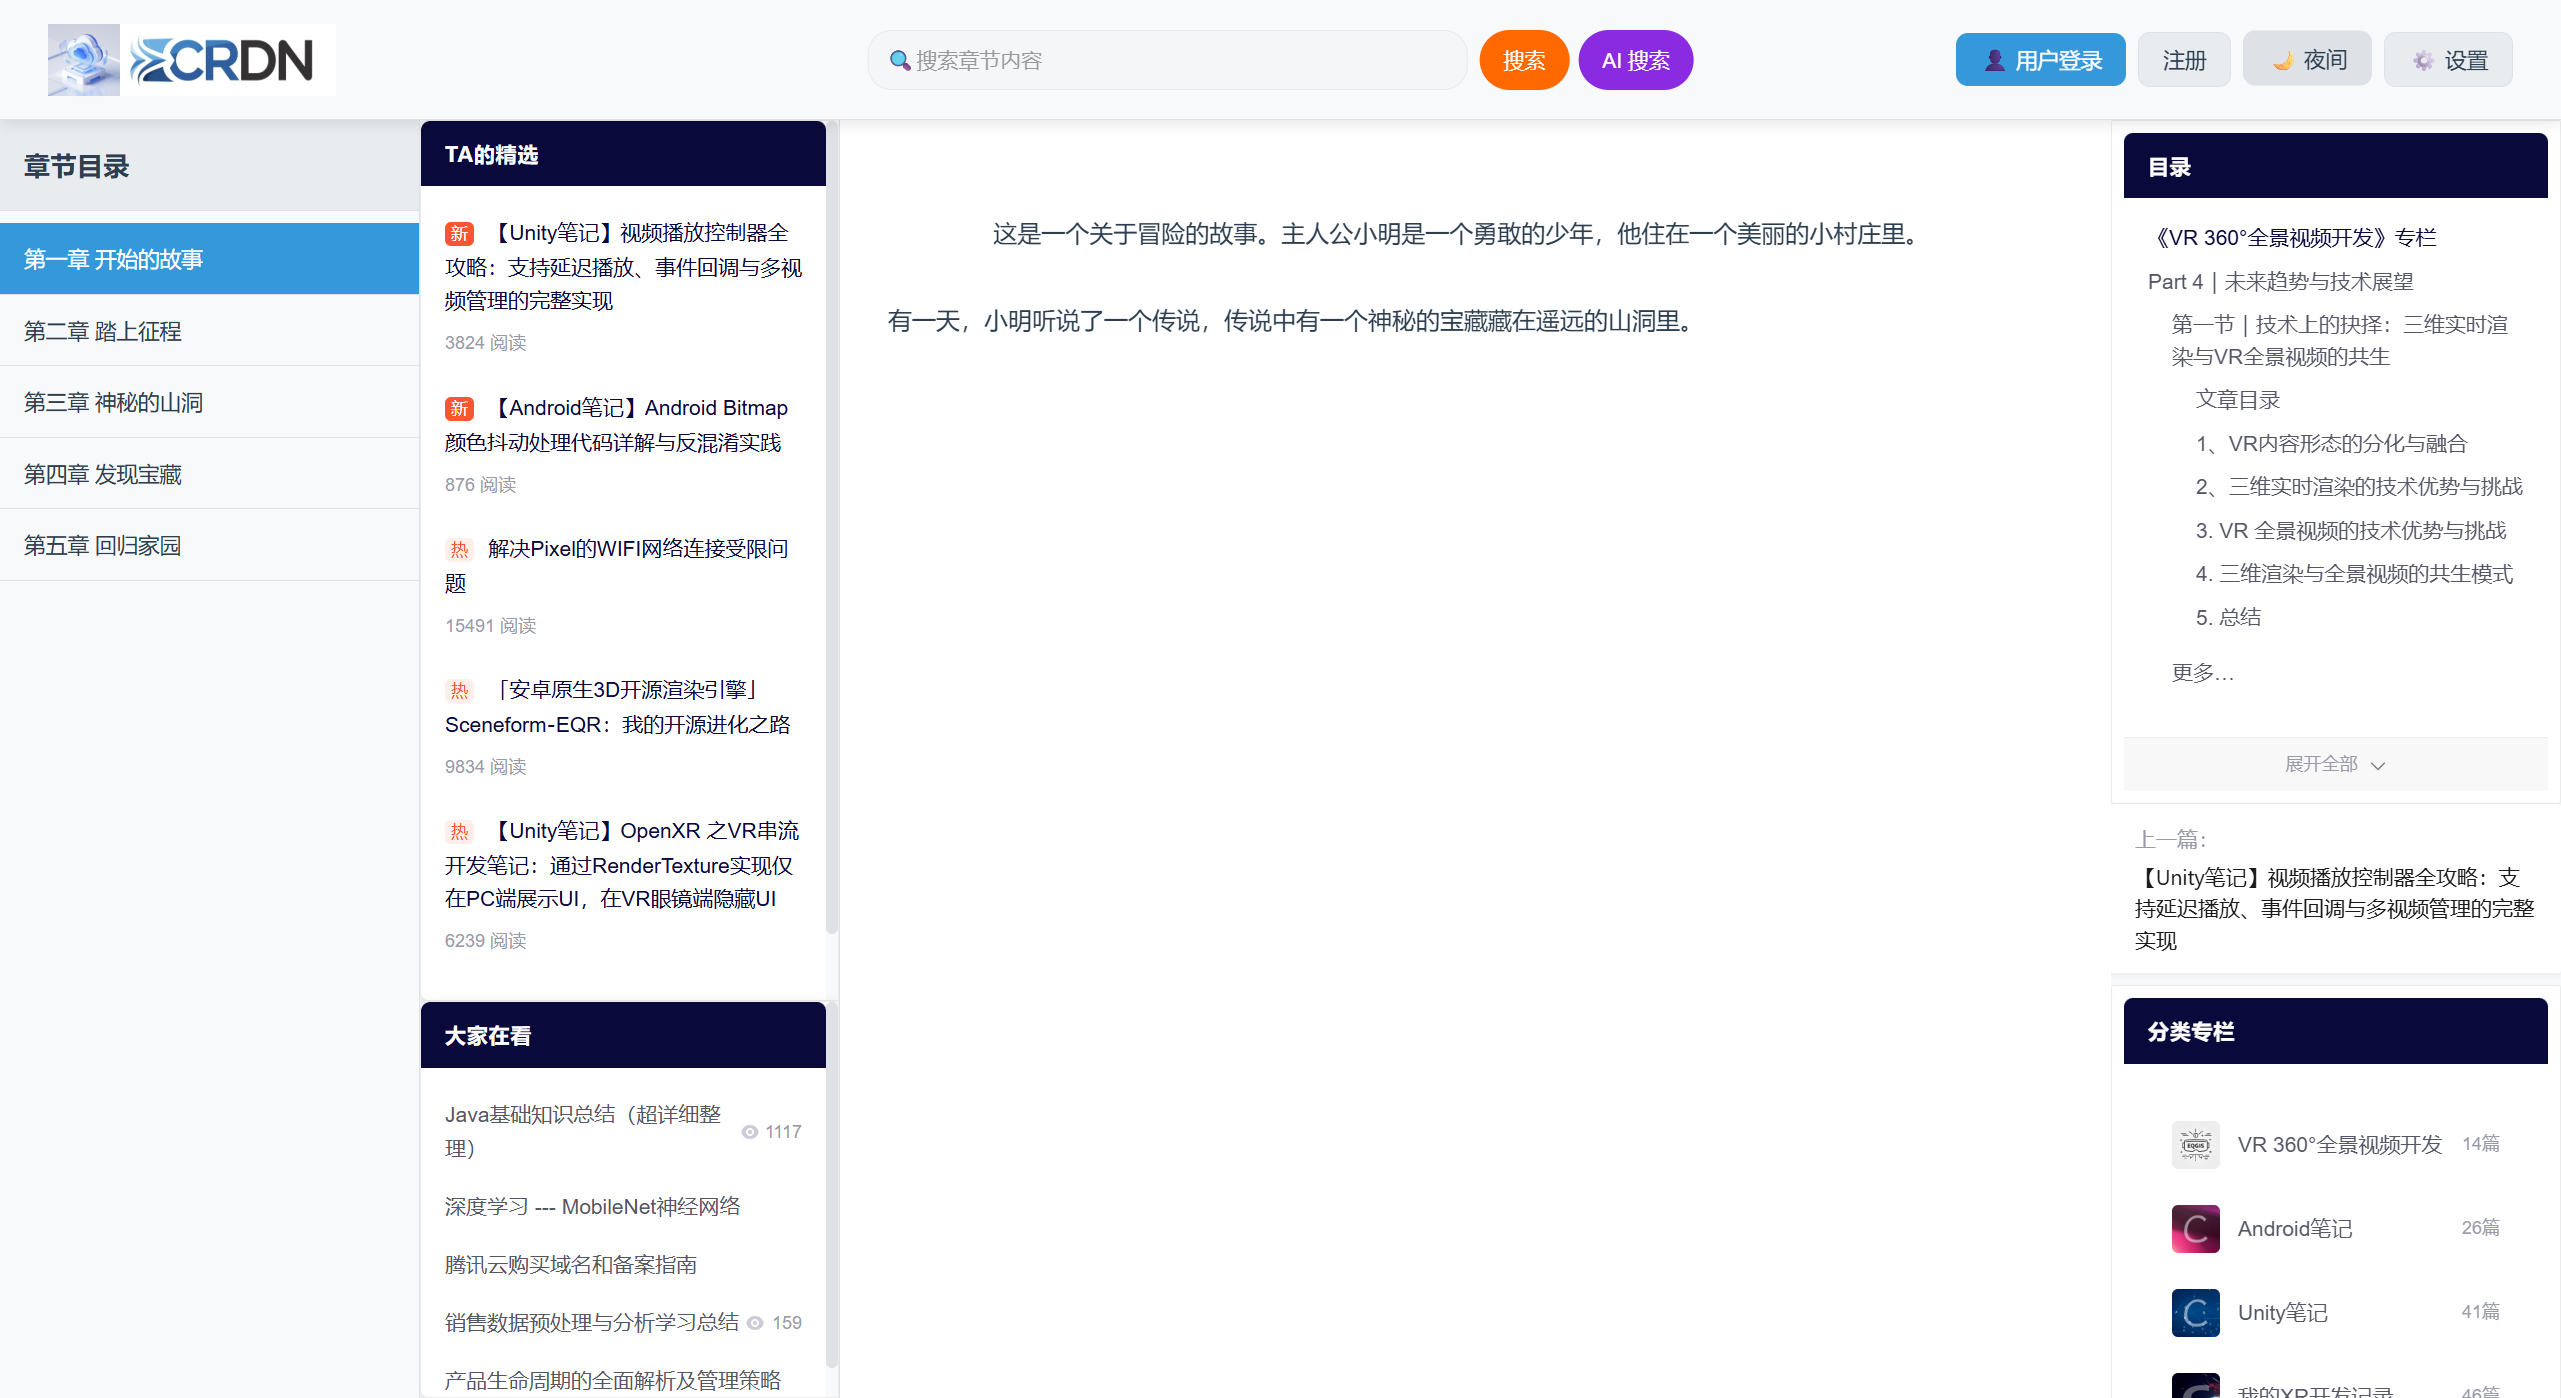 CRDN
搜索章节内容
搜索
AI 搜索
用户登录
注册
夜间
设置
章节目录
第一章 开始的故事
第二章 踏上征程
第三章 神秘的山洞
第四章 发现宝藏
第五章 回归家园
TA的精选
新 【Unity笔记】视频播放控制器全
攻略：支持延迟播放、事件回调与多视
频管理的完整实现
3824 阅读
新 【Android笔记】Android Bitmap
颜色抖动处理代码详解与反混淆实践
876 阅读
热 解决Pixel的WIFI网络连接受限问
题
15491 阅读
热 「安卓原生3D开源渲染引擎」
Sceneform-EQR：我的开源进化之路
9834 阅读
热 【Unity笔记】OpenXR 之VR串流
开发笔记：通过RenderTexture实现仅
在PC端展示UI，在VR眼镜端隐藏UI
6239 阅读
大家在看
Java基础知识总结（超详细整
理）
1117
深度学习 --- MobileNet神经网络
腾讯云购买域名和备案指南
销售数据预处理与分析学习总结 159
产品生命周期的全面解析及管理策略
这是一个关于冒险的故事。主人公小明是一个勇敢的少年，他住在一个美丽的小村庄里。
有一天，小明听说了一个传说，传说中有一个神秘的宝藏藏在遥远的山洞里。
目录
《VR 360°全景视频开发》专栏
Part 4｜未来趋势与技术展望
第一节｜技术上的抉择：三维实时渲
染与VR全景视频的共生
文章目录
1、VR内容形态的分化与融合
2、三维实时渲染的技术优势与挑战
3. VR 全景视频的技术优势与挑战
4. 三维渲染与全景视频的共生模式
5. 总结
更多…
展开全部
上一篇：
【Unity笔记】视频播放控制器全攻略：支
持延迟播放、事件回调与多视频管理的完整
实现
分类专栏
EQGIS
VR 360°全景视频开发 14篇
C
Android笔记 26篇
C
Unity笔记 41篇
我的XR开发记录 46篇